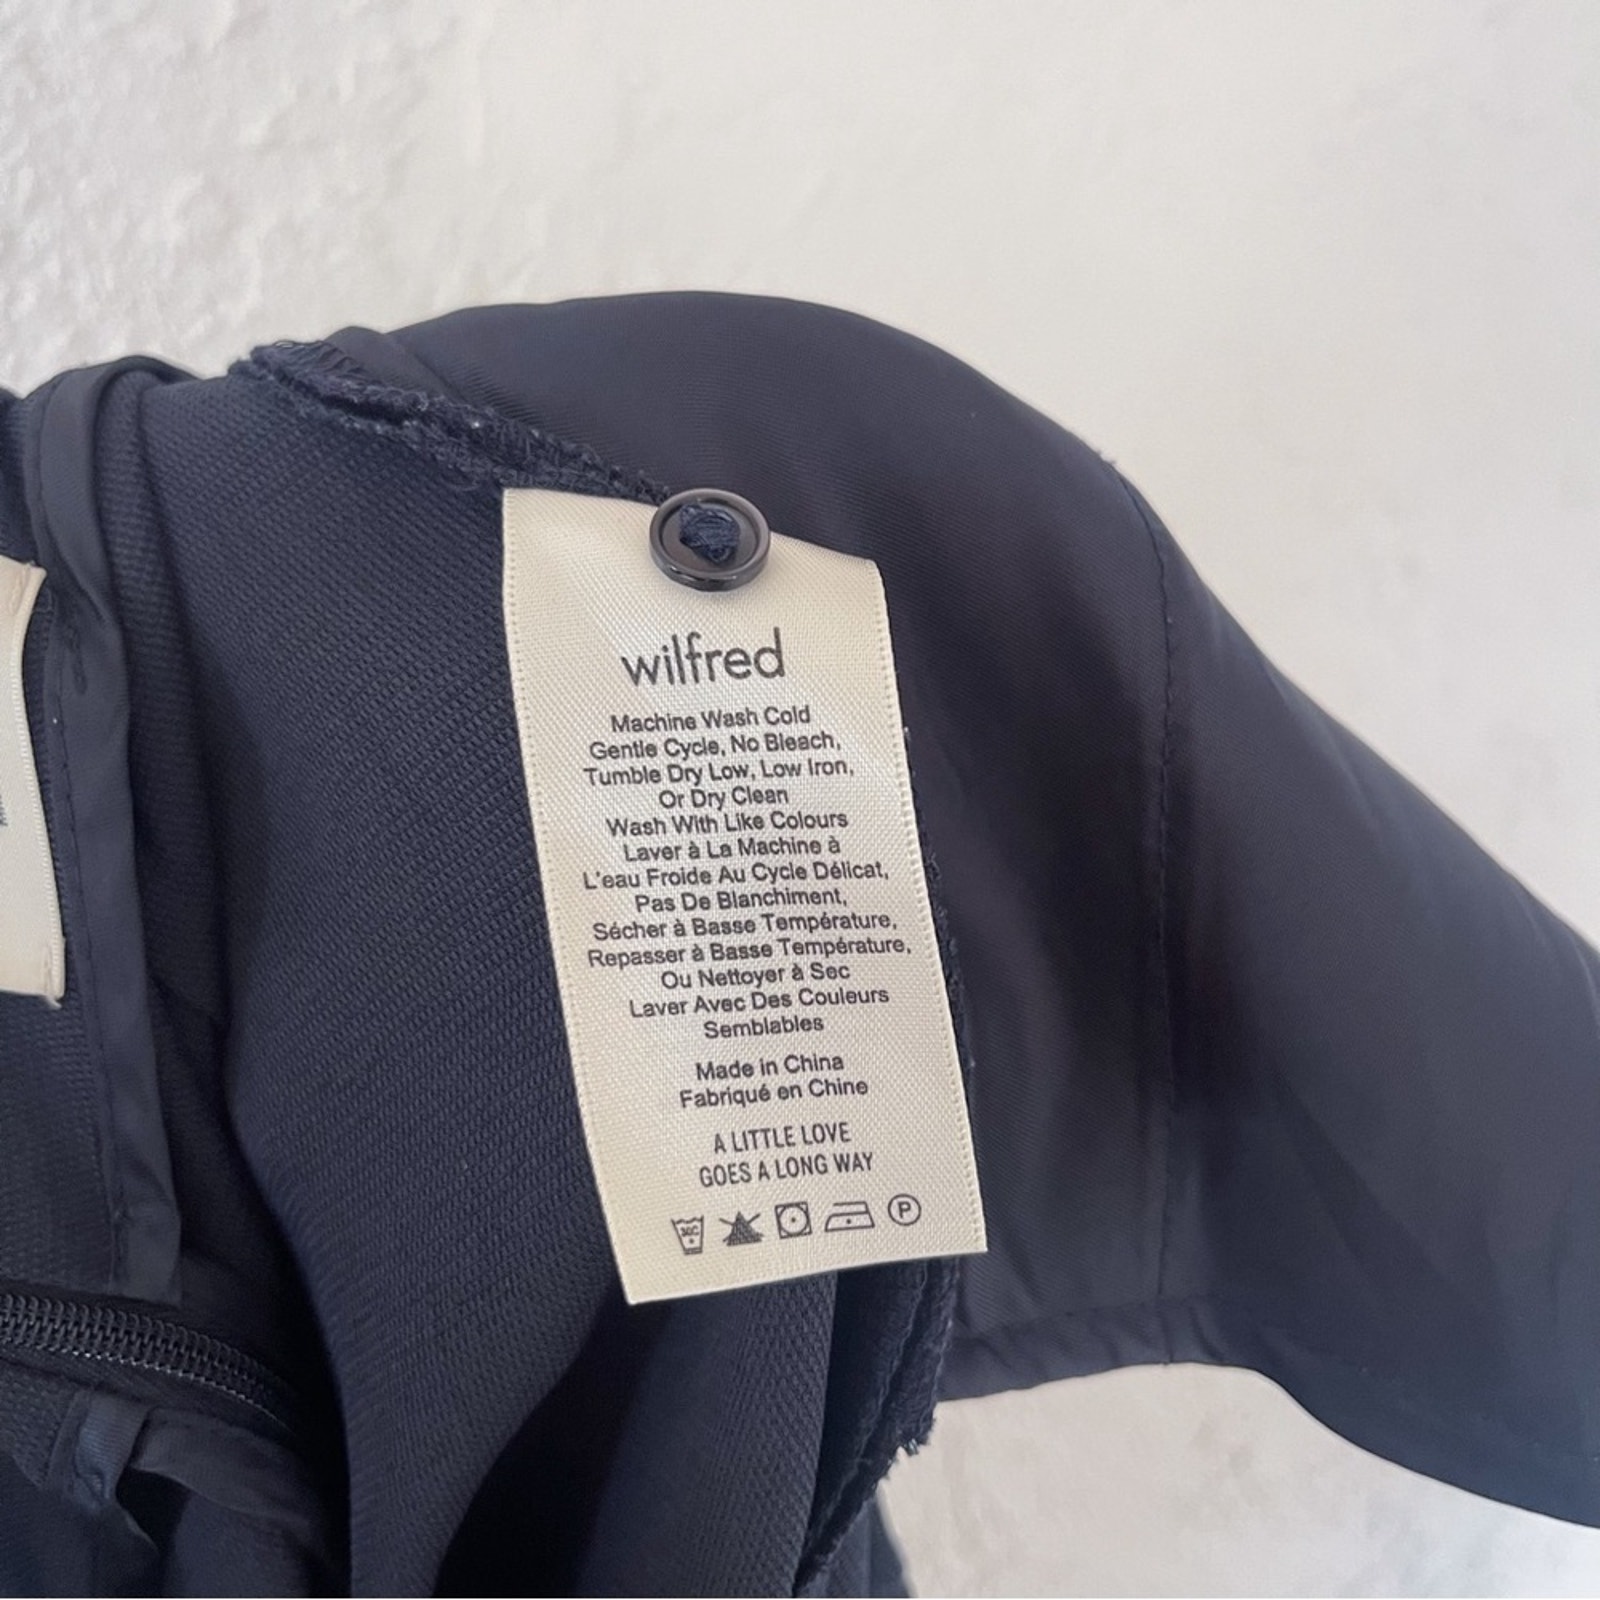 wilfred
Machine Wash Cold
Gentle Cycle, No Bleach,
Tumble Dry Low, Low Iron,
Or Dry Clean
Wash With Like Colours
Laver à La Machine à
L'eau Froide Au Cycle Délicat,
Pas De Blanchiment,
Sécher à Basse Température,
Repasser à Basse Température,
Ou Nettoyer à Sec
Laver Avec Des Couleurs
Semblables
Made in China
Fabriqué en Chine
A LITTLE LOVE
GOES A LONG WAY
30C
P